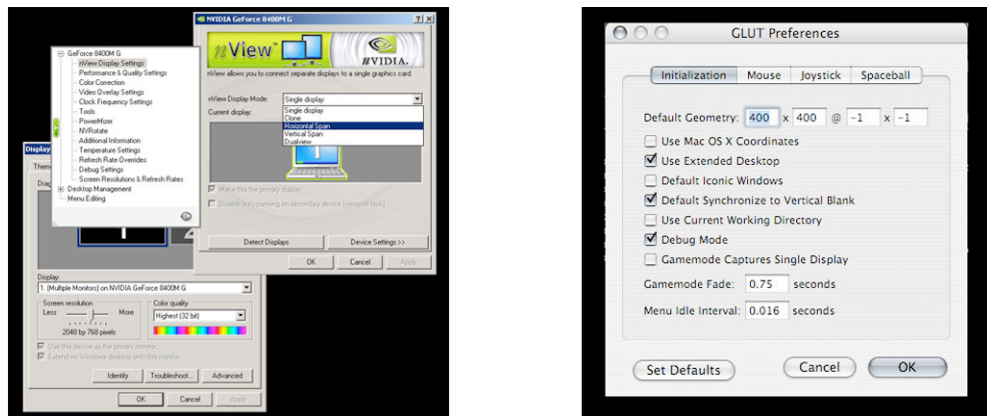 NVIDIA GeForce 8400M G
nView
NVIDIA.
nView allows you to connect separate displays to a single graphics card.
nView Display Mode:
Single display
Single display
Clone
Horizontal Span
Vertical Span
Dualview
Current display:
1
Make this the primary display
Disable auto-panning on secondary device (viewport lock)
Detect Displays
Device Settings >>
OK
Cancel
Apply
GeForce 8400M G
nView Display Settings
Performance & Quality Settings
Color Correction
Video Overlay Settings
Clock Frequency Settings
Tools
PowerMizer
NVRotate
Additional Information
Temperature Settings
Refresh Rate Overrides
Debug Settings
Screen Resolutions & Refresh Rates
Desktop Management
Menu Editing
Display:
1. (Multiple Monitors) on NVIDIA GeForce 8400M G
Screen resolution
Less
More
2048 by 768 pixels
Color quality
Highest (32 bit)
Use this device as the primary monitor.
Extend my Windows desktop onto this monitor.
Identify
Troubleshoot...
Advanced
OK
Cancel
Apply
GLUT Preferences
Initialization Mouse Joystick Spaceball
Default Geometry: 400 x 400 @ -1 x -1
Use Mac OS X Coordinates
Use Extended Desktop
Default Iconic Windows
Default Synchronize to Vertical Blank
Use Current Working Directory
Debug Mode
Gamemode Captures Single Display
Gamemode Fade: 0.75 seconds
Menu Idle Interval: 0.016 seconds
Set Defaults
Cancel
OK